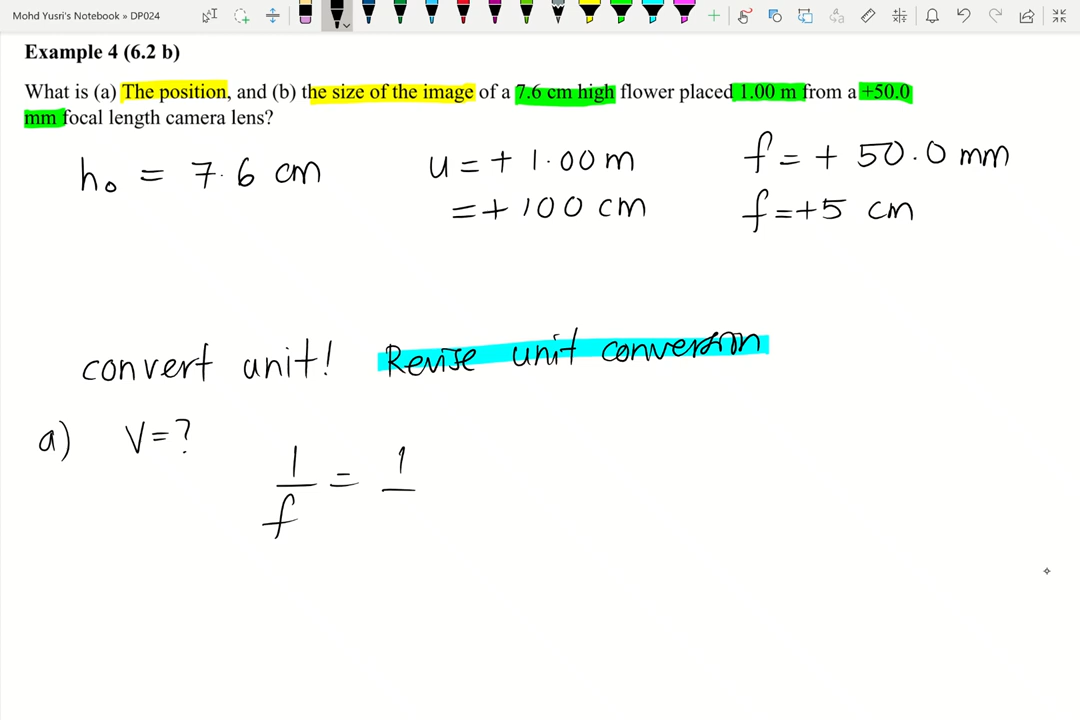 Mohd Yusri's Notebook » DP024
Example 4 (6.2 b)
What is (a) The position, and (b) the size of the image of a 7.6 cm high flower placed 1.00 m from a +50.0
mm focal length camera lens?
h₀ = 7.6 cm
u = + 1.00 m
= + 100 cm
f = + 50.0 mm
f = +5 cm
convert unit! Revise unit conversion
a) V = ?
1/f = 1